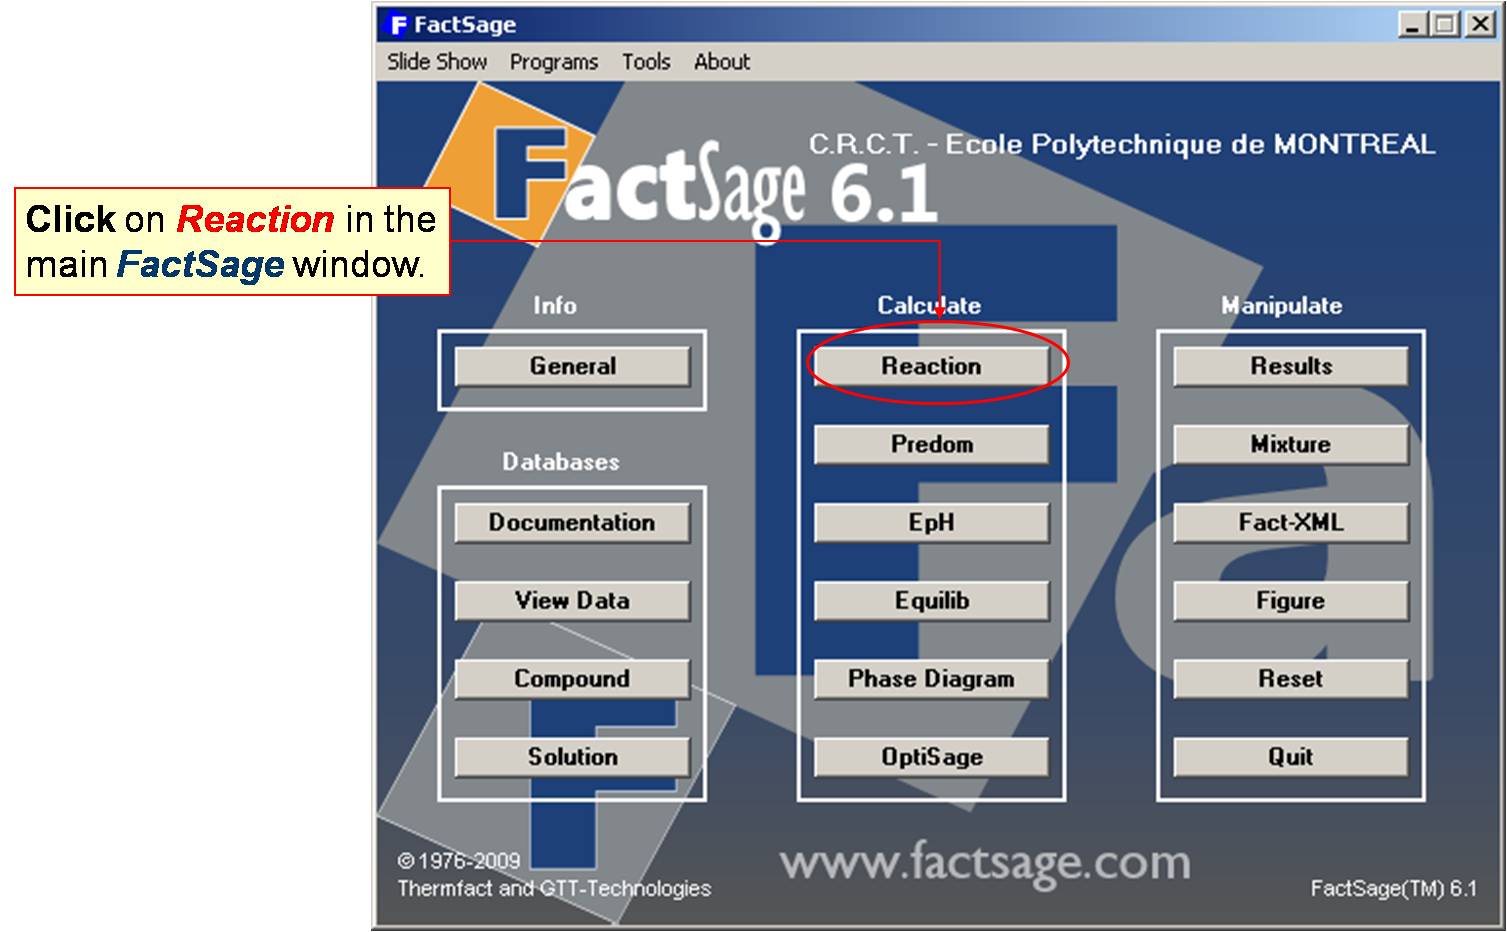 FactSage
Slide Show Programs Tools About
C.R.C.T. - Ecole Polytechnique de MONTREAL
FactSage 6.1
Click on Reaction in the
main FactSage window.
Info
General
Databases
Documentation
View Data
Compound
Solution
Calculate
Reaction
Predom
EpH
Equilib
Phase Diagram
OptiSage
Manipulate
Results
Mixture
Fact-XML
Figure
Reset
Quit
© 1976-2009
Thermfact and GTT-Technologies
www.factsage.com
FactSage(TM) 6.1